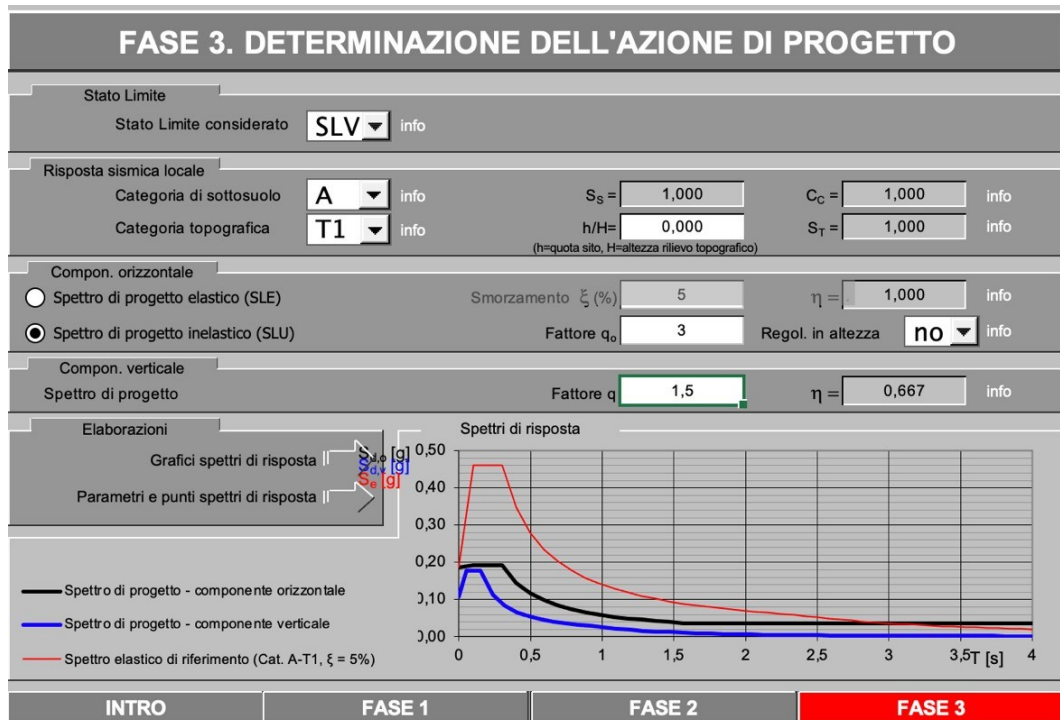 FASE 3. DETERMINAZIONE DELL'AZIONE DI PROGETTO
Stato Limite
Stato Limite considerato SLV info
Risposta sismica locale
Categoria di sottosuolo A info S_S = 1,000 C_C = 1,000 info
Categoria topografica T1 info h/H= 0,000 S_T = 1,000 info
(h=quota sito, H=altezza rilievo topografico)
Compon. orizzontale
Spettro di progetto elastico (SLE) Smorzamento ξ (%) 5 η = 1,000 info
Spettro di progetto inelastico (SLU) Fattore q_o 3 Regol. in altezza no info
Compon. verticale
Spettro di progetto Fattore q 1,5 η = 0,667 info
Elaborazioni
Grafici spettri di risposta
Parametri e punti spettri di risposta
Spettri di risposta
S_d,o [g]
S_d,v [g]
S_e [g]
0,50
0,40
0,30
0,20
0,10
0,00
0 0,5 1 1,5 2 2,5 3 3,5 T [s] 4
Spettro di progetto - componente orizzontale
Spettro di progetto - componente verticale
Spettro elastico di riferimento (Cat. A-T1, ξ = 5%)
INTRO FASE 1 FASE 2 FASE 3